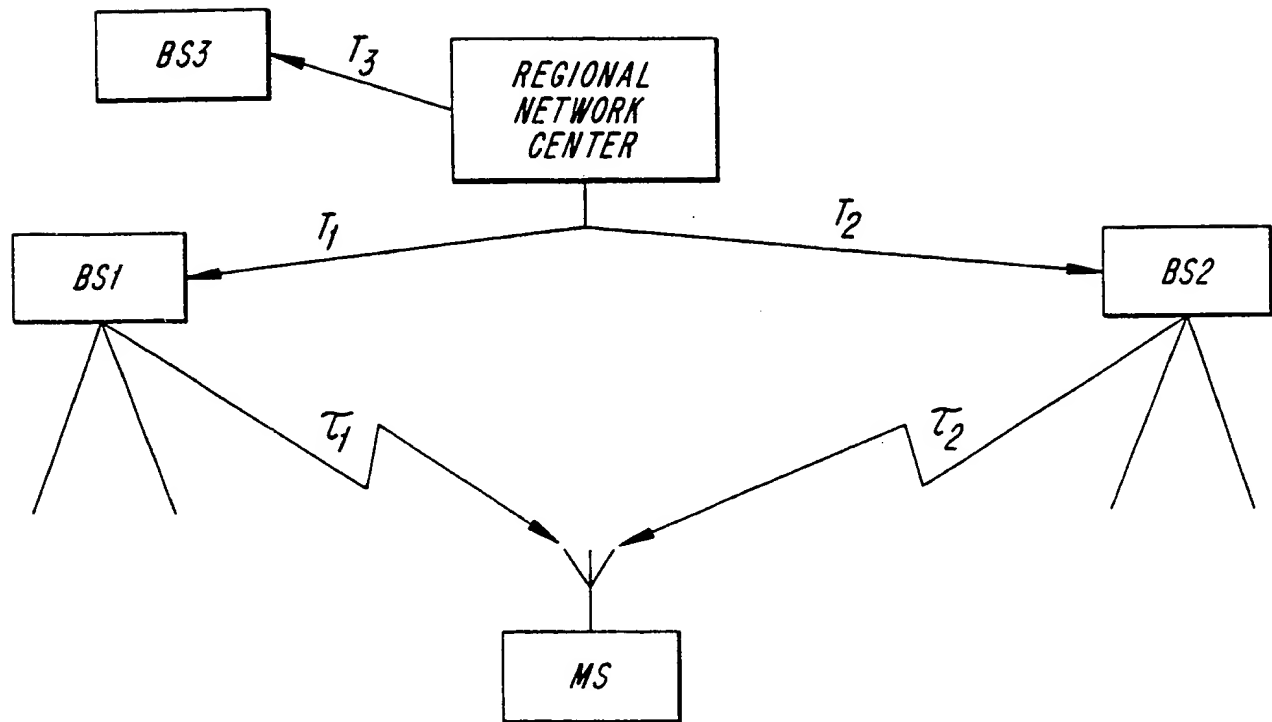 BS3
T3
REGIONAL
NETWORK
CENTER
T1
T2
BS1
BS2
τ1
τ2
MS